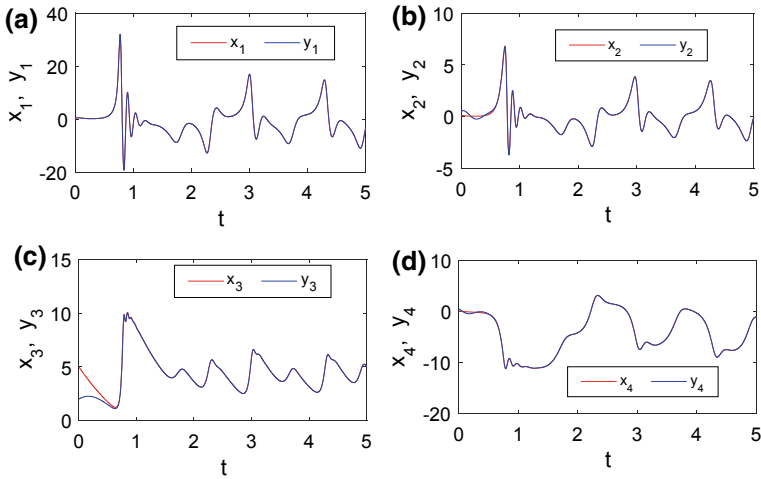 (a)
40
20
0
-20
0 1 2 3 4 5
x₁, y₁
t
x₁ y₁
(b)
10
5
0
-5
0 1 2 3 4 5
x₂, y₂
t
x₂ y₂
(c)
15
10
5
0
0 1 2 3 4 5
x₃, y₃
t
x₃ y₃
(d)
10
0
-10
-20
0 1 2 3 4 5
x₄, y₄
t
x₄ y₄